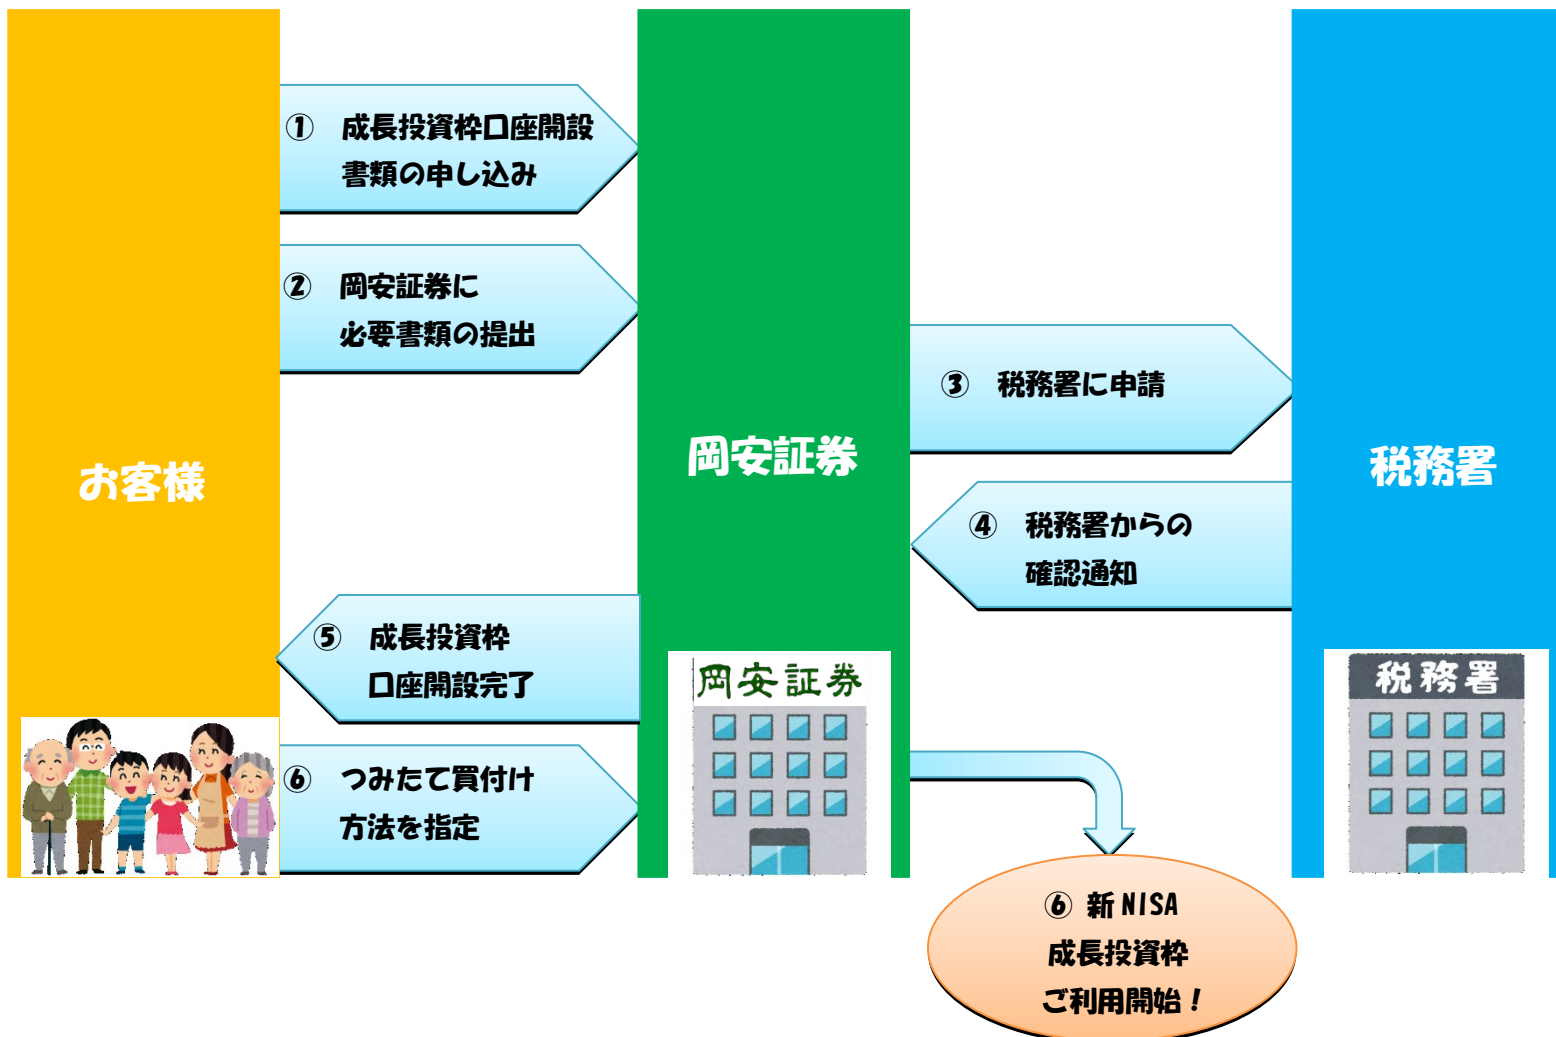 ① 成長投資枠口座開設
書類の申し込み
② 岡安証券に
必要書類の提出
③ 税務署に申請
岡安証券
お客様
税務署
④ 税務署からの
確認通知
⑤ 成長投資枠
口座開設完了
岡安証券
税務署
⑥ つみたて買付け
方法を指定
⑥ 新NISA
成長投資枠
ご利用開始！